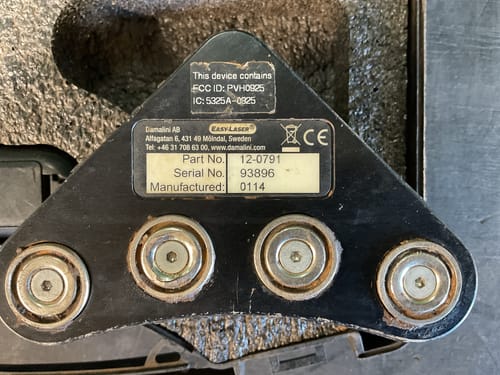 This device contains
FCC ID: PVH0925
IC: 5325A-0925
Damalini AB EASY-LASER®
Alfagatan 6, 431 49 Mölndal, Sweden
Tel: +46 31 708 63 00, www.damalini.com
Part No. 12-0791
Serial No. 93896
Manufactured: 0114
CE